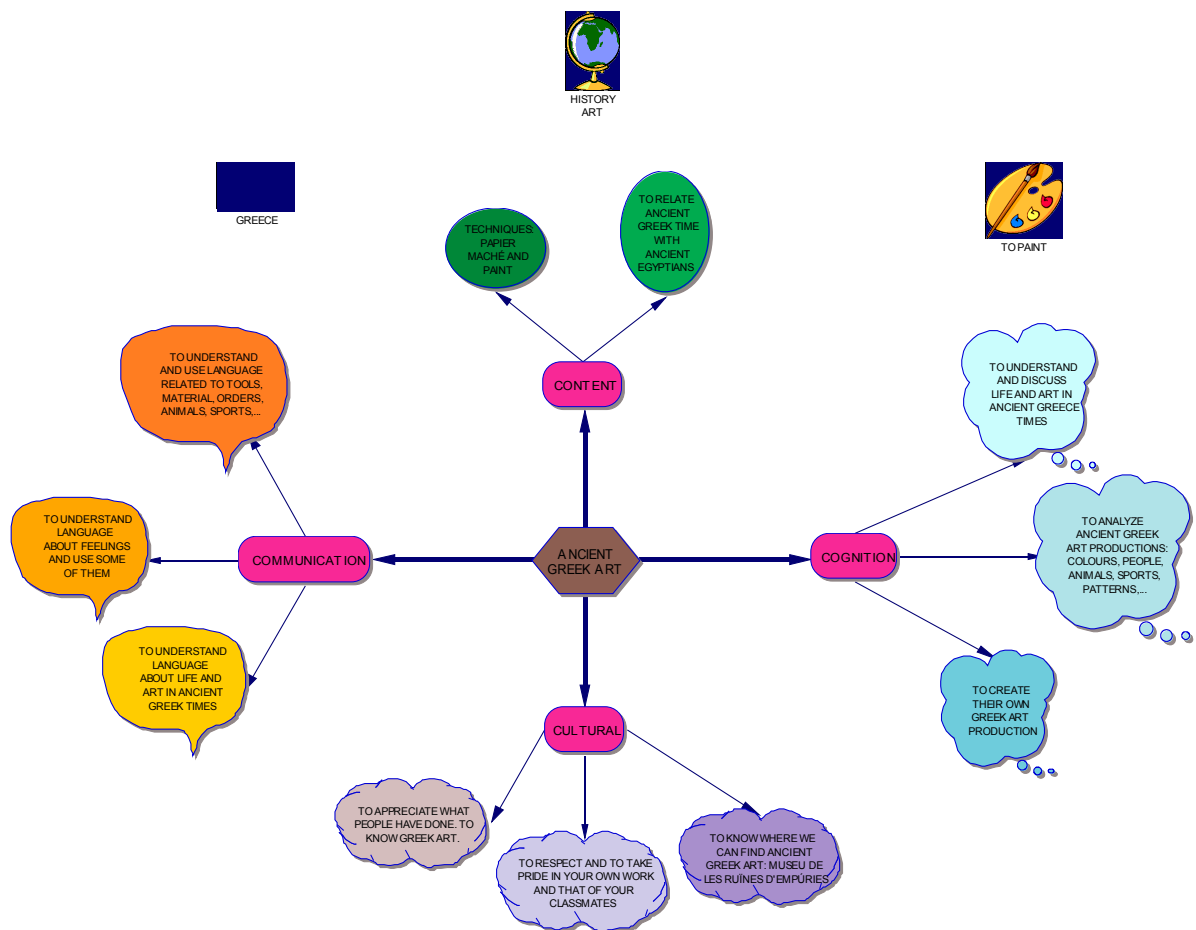 HISTORY
ART
GREECE
TO PAINT
TECHNIQUES:
PAPIER
MACHÉ AND
PAINT
TO RELATE
ANCIENT
GREEK TIME
WITH
ANCIENT
EGYPTIANS
CONTENT
TO UNDERSTAND
AND USE LANGUAGE
RELATED TO TOOLS,
MATERIAL, ORDERS,
ANIMALS, SPORTS,...
TO UNDERSTAND
LANGUAGE
ABOUT FEELINGS
AND USE SOME
OF THEM
TO UNDERSTAND
LANGUAGE
ABOUT LIFE AND
ART IN ANCIENT
GREEK TIMES
COMMUNICATION
ANCIENT
GREEK ART
COGNITION
TO UNDERSTAND
AND DISCUSS
LIFE AND ART IN
ANCIENT GREECE
TIMES
TO ANALYZE
ANCIENT GREEK
ART PRODUCTIONS:
COLOURS, PEOPLE,
ANIMALS, SPORTS,
PATTERNS,...
TO CREATE
THEIR OWN
GREEK ART
PRODUCTION
CULTURAL
TO APPRECIATE WHAT
PEOPLE HAVE DONE. TO
KNOW GREEK ART.
TO RESPECT AND TO TAKE
PRIDE IN YOUR OWN WORK
AND THAT OF YOUR
CLASSMATES
TO KNOW WHERE WE
CAN FIND ANCIENT
GREEK ART: MUSEU DE
LES RUÏNES D'EMPÚRIES